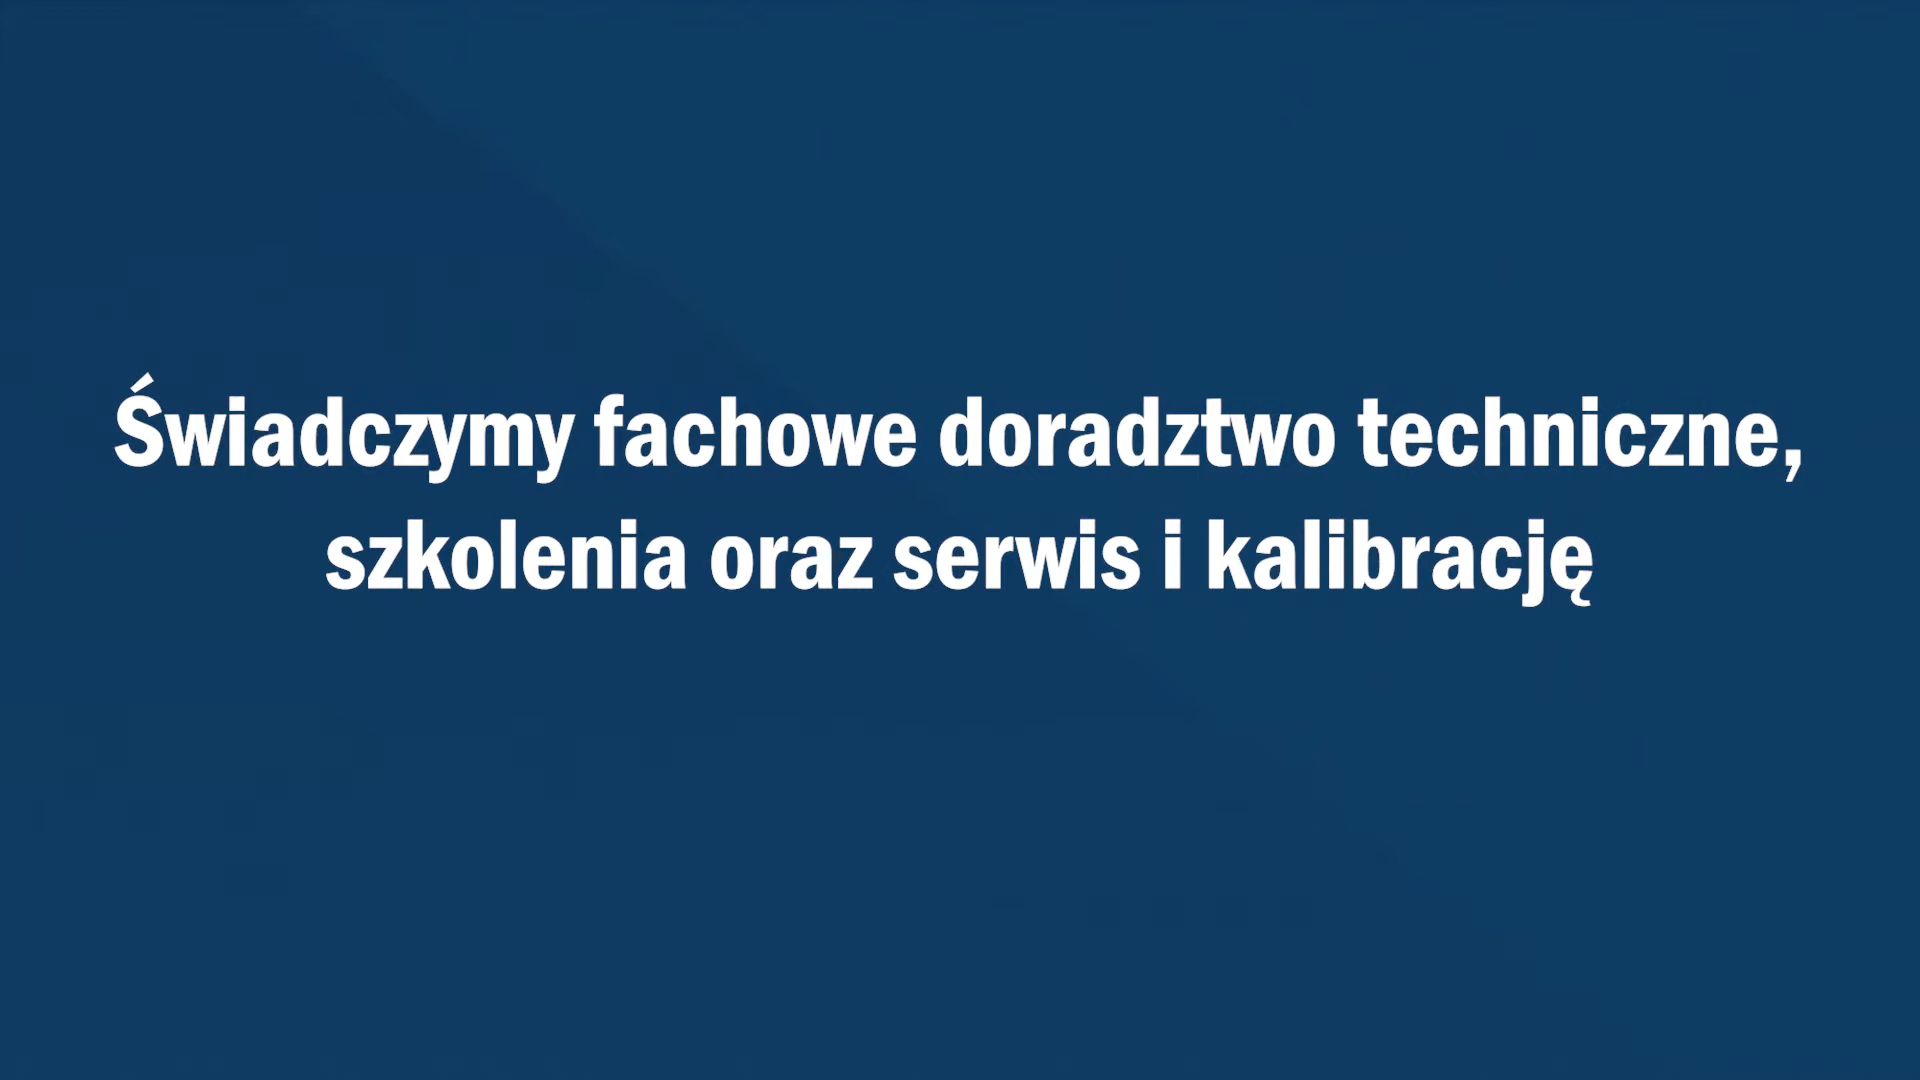 Świadczymy fachowe doradztwo techniczne,
szkolenia oraz serwis i kalibrację